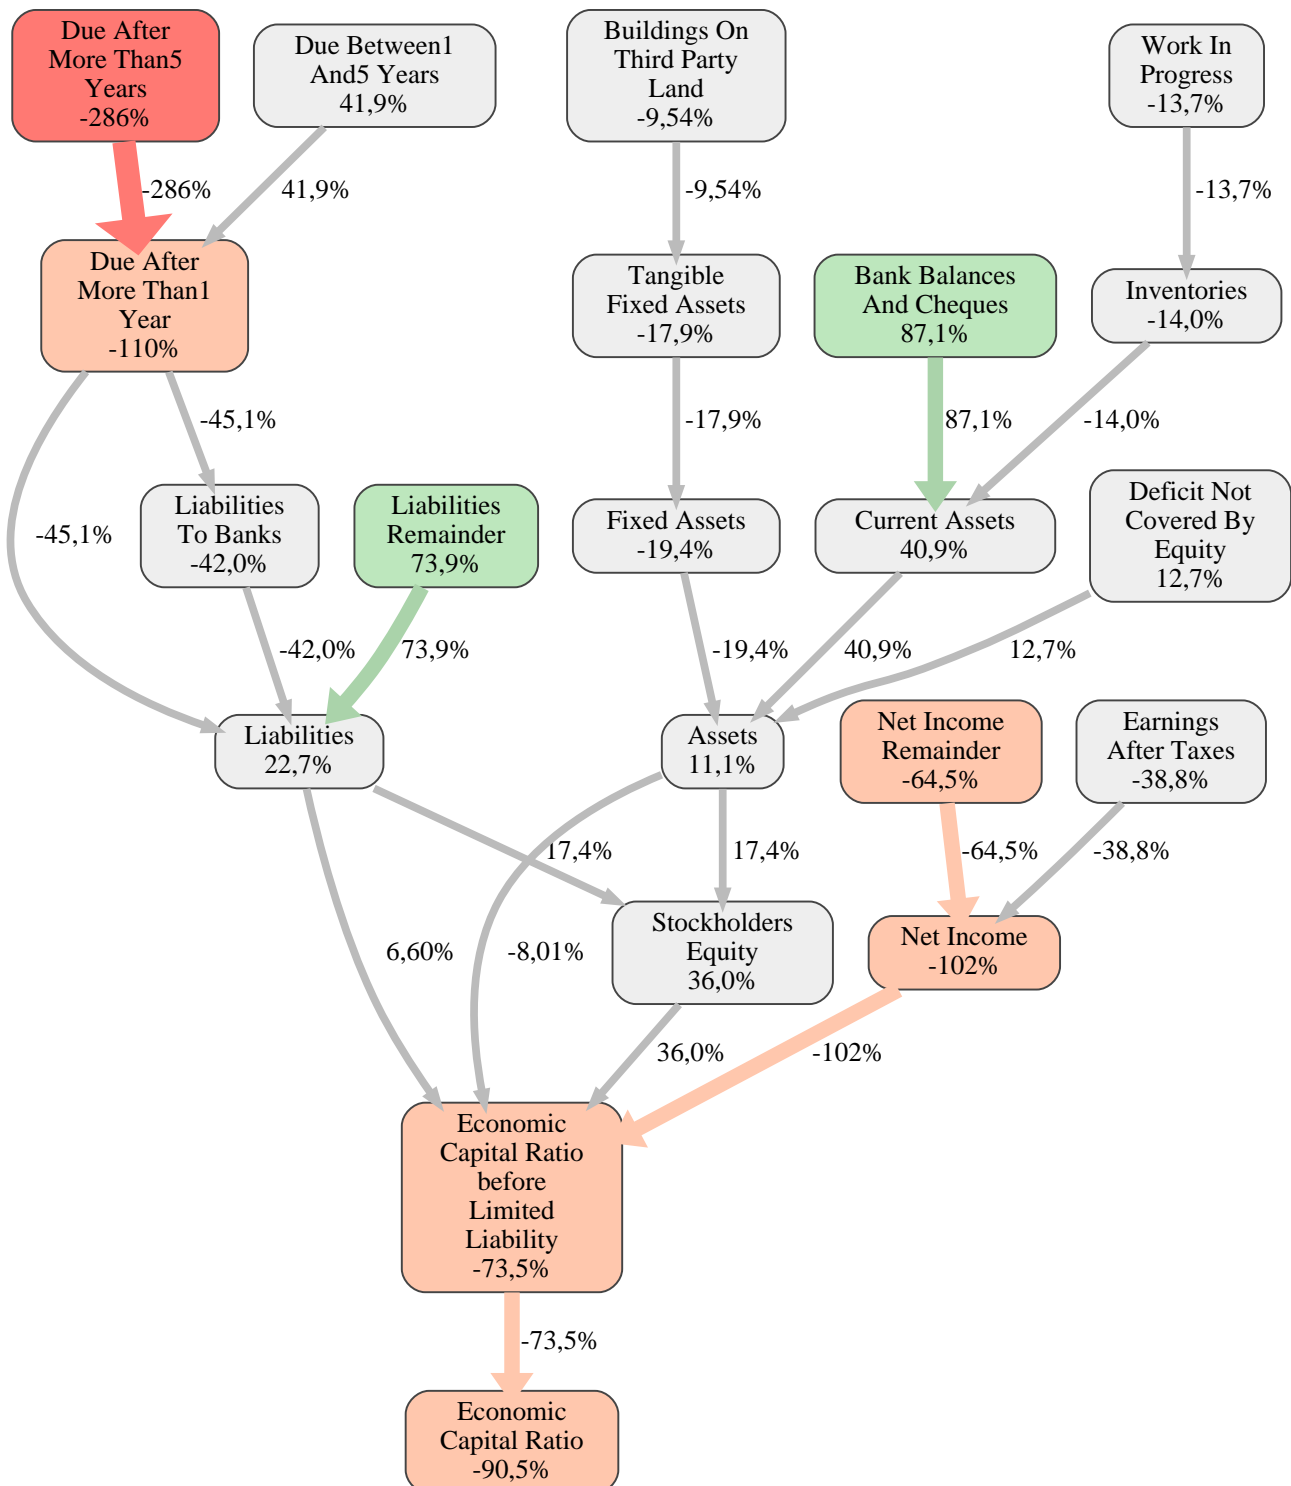 Due After
More Than5
Years
-286%
Due Between1
And5 Years
41,9%
Buildings On
Third Party
Land
-9,54%
Work In
Progress
-13,7%
-286%
41,9%
-9,54%
-13,7%
Due After
More Than1
Year
-110%
Tangible
Fixed Assets
-17,9%
Bank Balances
And Cheques
87,1%
Inventories
-14,0%
-45,1%
-17,9%
87,1%
-14,0%
-45,1%
Liabilities
To Banks
-42,0%
Liabilities
Remainder
73,9%
Fixed Assets
-19,4%
Current Assets
40,9%
Deficit Not
Covered By
Equity
12,7%
-42,0%
73,9%
-19,4%
40,9%
12,7%
Liabilities
22,7%
Assets
11,1%
Net Income
Remainder
-64,5%
Earnings
After Taxes
-38,8%
17,4%
17,4%
-64,5%
-38,8%
6,60%
-8,01%
Stockholders
Equity
36,0%
Net Income
-102%
36,0%
-102%
Economic
Capital Ratio
before
Limited
Liability
-73,5%
-73,5%
Economic
Capital Ratio
-90,5%